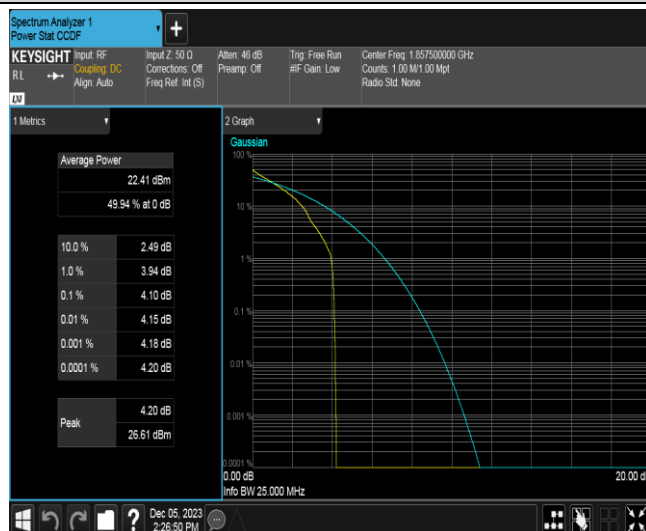 Spectrum Analyzer 1
Power Stat CCDF
+
KEYSIGHT
RL
LXI
Input: RF
Coupling: DC
Align: Auto
Input Z: 50 Ω
Corrections: Off
Freq Ref: Int (S)
Atten: 46 dB
Preamp: Off
Trig: Free Run
#IF Gain: Low
Center Freq: 1.857500000 GHz
Counts: 1.00 M/1.00 Mpt
Radio Std: None
1 Metrics
Average Power
22.41 dBm
49.94 % at 0 dB
10.0 % 2.49 dB
1.0 % 3.94 dB
0.1 % 4.10 dB
0.01 % 4.15 dB
0.001 % 4.18 dB
0.0001 % 4.20 dB
Peak
4.20 dB
26.61 dBm
2 Graph
Gaussian
100 %
10 %
1 %
0.1 %
0.01 %
0.001 %
0.0001 %
0.00 dB 20.00
Info BW 25.000 MHz
?
Dec 05, 2023
2:26:50 PM